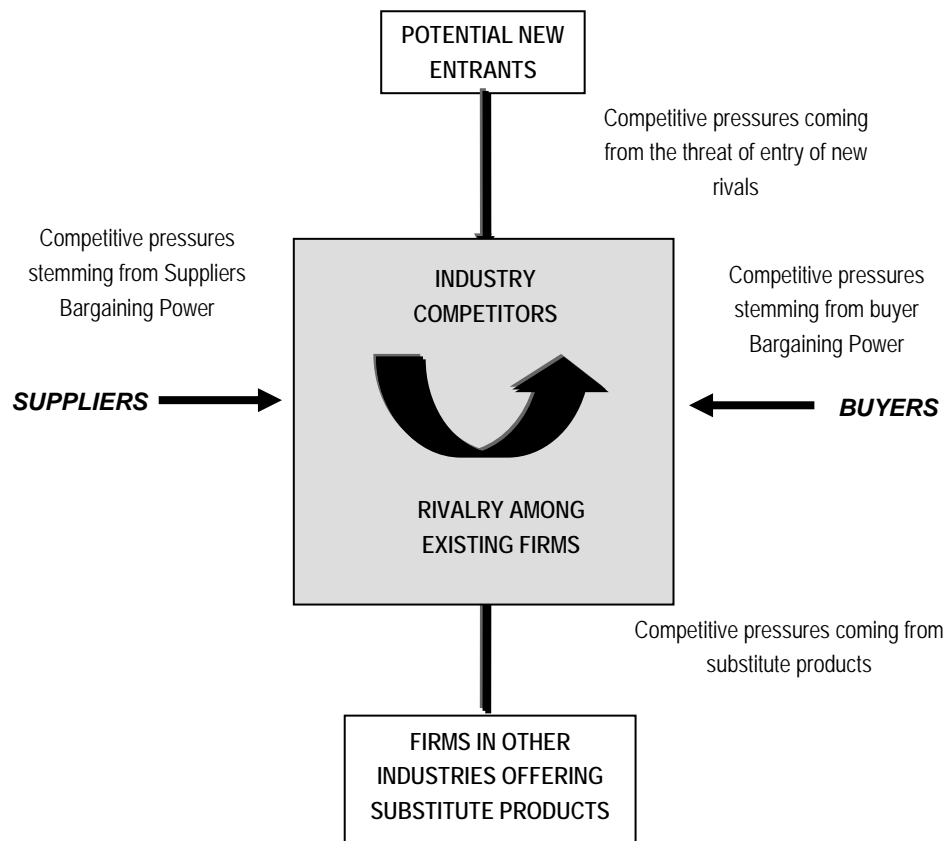 POTENTIAL NEW
ENTRANTS
Competitive pressures coming
from the threat of entry of new
rivals
Competitive pressures
stemming from Suppliers
Bargaining Power
INDUSTRY
COMPETITORS
Competitive pressures
stemming from buyer
Bargaining Power
SUPPLIERS
BUYERS
RIVALRY AMONG
EXISTING FIRMS
Competitive pressures coming from
substitute products
FIRMS IN OTHER
INDUSTRIES OFFERING
SUBSTITUTE PRODUCTS